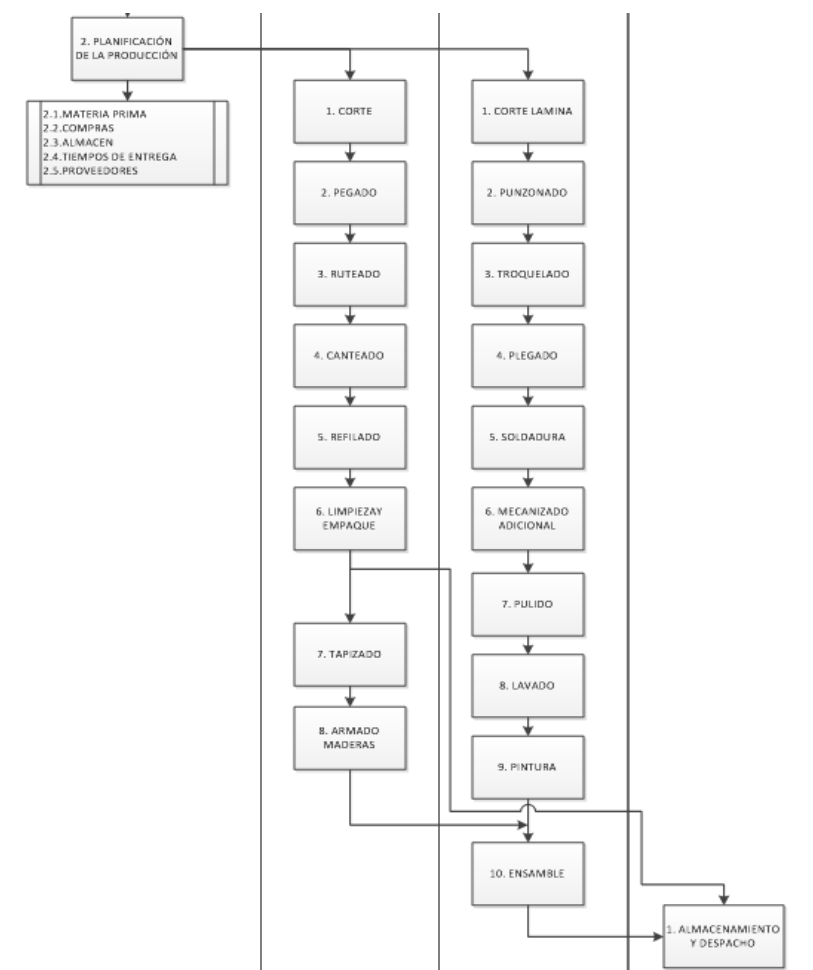 2. PLANIFICACIÓN
DE LA PRODUCCIÓN
2.1.MATERIA PRIMA
2.2.COMPRAS
2.3.ALMACEN
2.4.TIEMPOS DE ENTREGA
2.5.PROVEEDORES
1. CORTE
2. PEGADO
3. RUTEADO
4. CANTEADO
5. REFILADO
6. LIMPIEZAY
EMPAQUE
7. TAPIZADO
8. ARMADO
MADERAS
1. CORTE LAMINA
2. PUNZONADO
3. TROQUELADO
4. PLEGADO
5. SOLDADURA
6. MECANIZADO
ADICIONAL
7. PULIDO
8. LAVADO
9. PINTURA
10. ENSAMBLE
1. ALMACENAMIENTO
Y DESPACHO